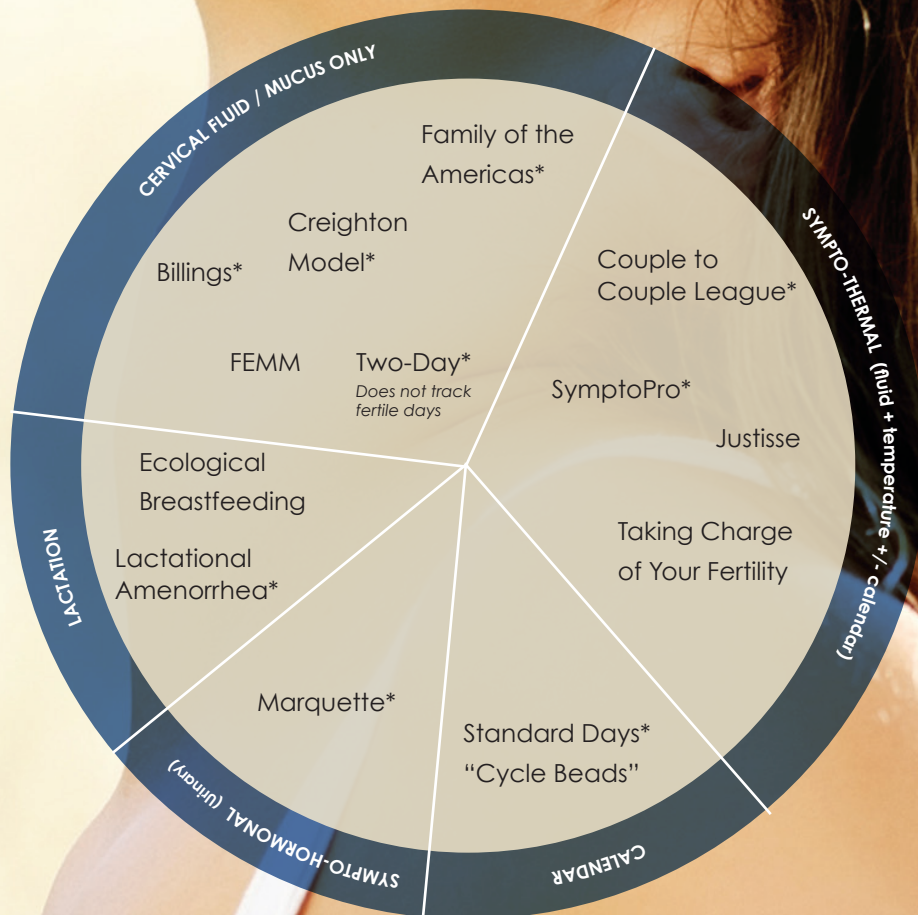 CERVICAL FLUID / MUCUS ONLY
Family of the
Americas*
Creighton
Model*
Billings*
FEMM
Two-Day*
Does not track
fertile days
SYMPTO-THERMAL (fluid + temperature +/- calendar)
Couple to
Couple League*
SymptoPro*
Justisse
Taking Charge
of Your Fertility
CALENDAR
Standard Days*
“Cycle Beads”
SYMPTO-HORMONAL (Urinary)
Marquette*
LACTATION
Ecological
Breastfeeding
Lactational
Amenorrhea*